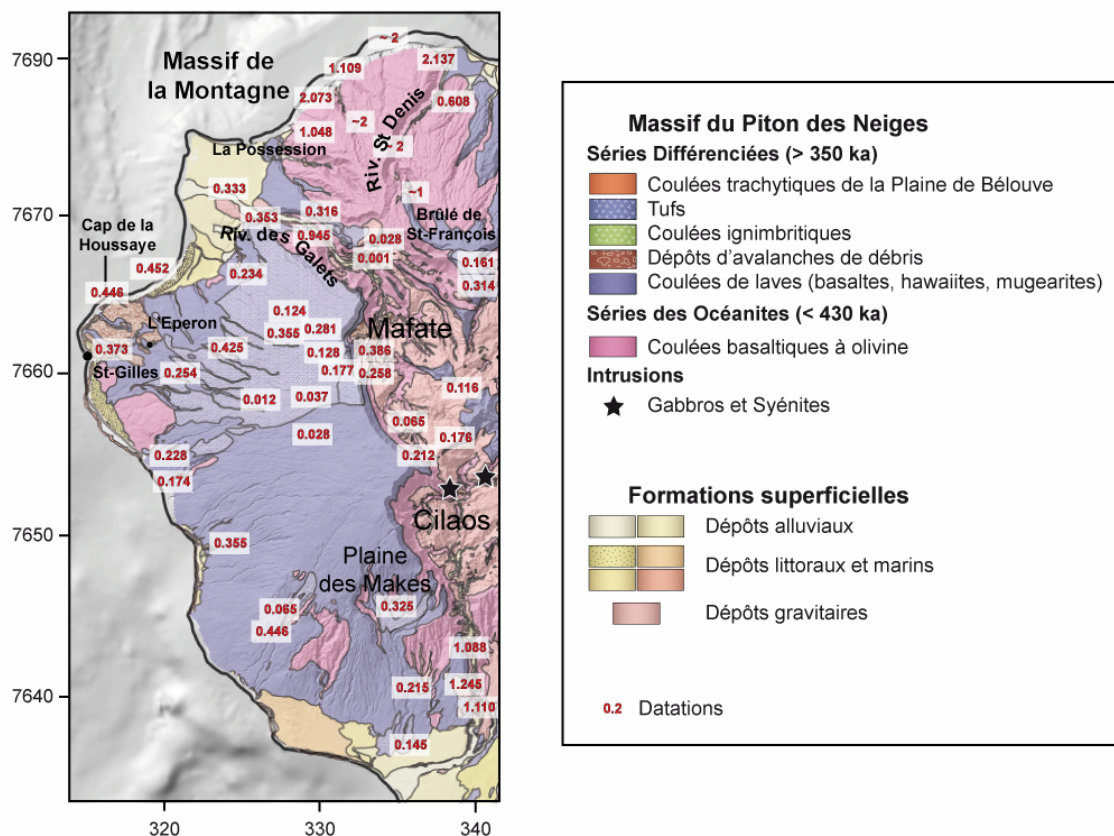 7690
7670
7660
7650
7640
320
330
340
Massif de
la Montagne
~ 2
2.137
1.109
2.073
0.608
~2
1.048
~ 2
Riv. St Denis
La Possession
0.333
~1
0.353
0.316
Brûlé de
St-François
Cap de la
Houssaye
Riv. des Galets
0.945
0.028
0.001
0.452
0.234
0.161
0.314
0.446
0.124
L'Eperon
0.355
0.281
Mafate
0.373
0.425
0.128
0.386
St-Gilles
0.254
0.177
0.258
0.116
0.012
0.037
0.065
0.028
0.176
0.228
0.212
0.174
Cilaos
0.355
Plaine
des Makes
0.065
0.325
0.446
1.088
0.215
1.245
1.110
0.145
Massif du Piton des Neiges
Séries Différenciées (> 350 ka)
Coulées trachytiques de la Plaine de Bélouve
Tufs
Coulées ignimbritiques
Dépôts d'avalanches de débris
Coulées de laves (basaltes, hawaiites, mugearites)
Séries des Océanites (< 430 ka)
Coulées basaltiques à olivine
Intrusions
Gabbros et Syénites
Formations superficielles
Dépôts alluviaux
Dépôts littoraux et marins
Dépôts gravitaires
0.2 Datations